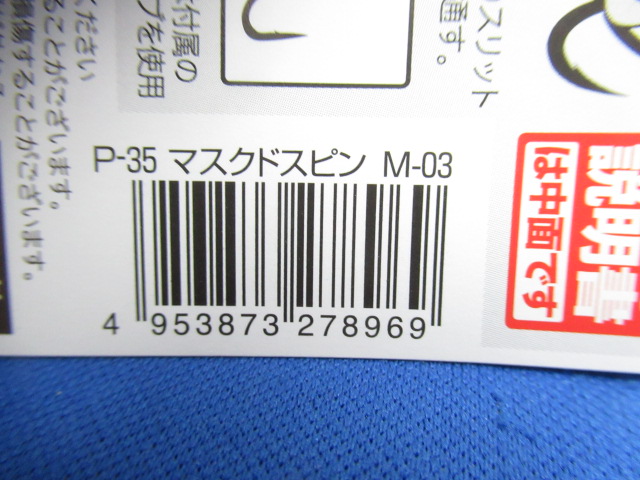 ください
ることがございます。
損傷することがございます。
付属の
プを使用
スリット
通す。
P-35 マスクドスピン M-03
4 953873 278969
説明書
は中面です